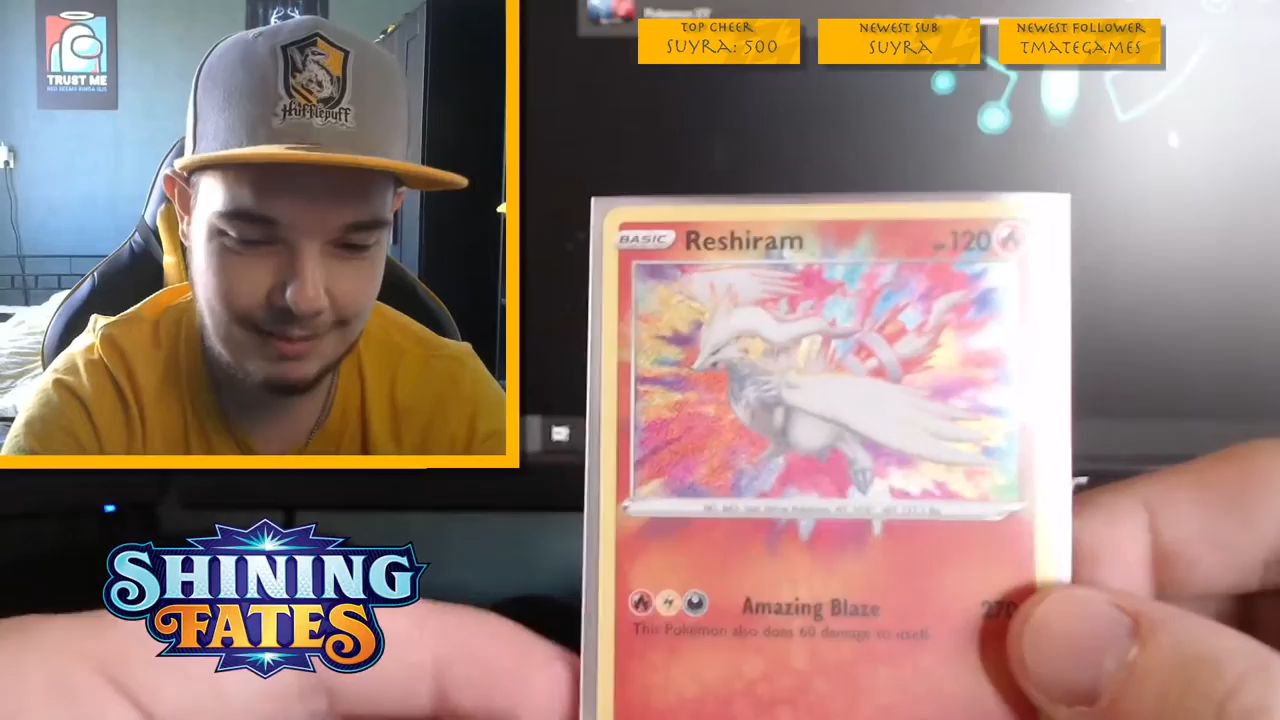 TRUST ME
Hufflepuff
TOP CHEER
SUYRA: 500
NEWEST SUB
SUYRA
NEWEST FOLLOWER
TMATEGAMES
BASIC Reshiram 120
SHINING
FATES
Amazing Blaze 270
This Pokémon also does 60 damage to itself.